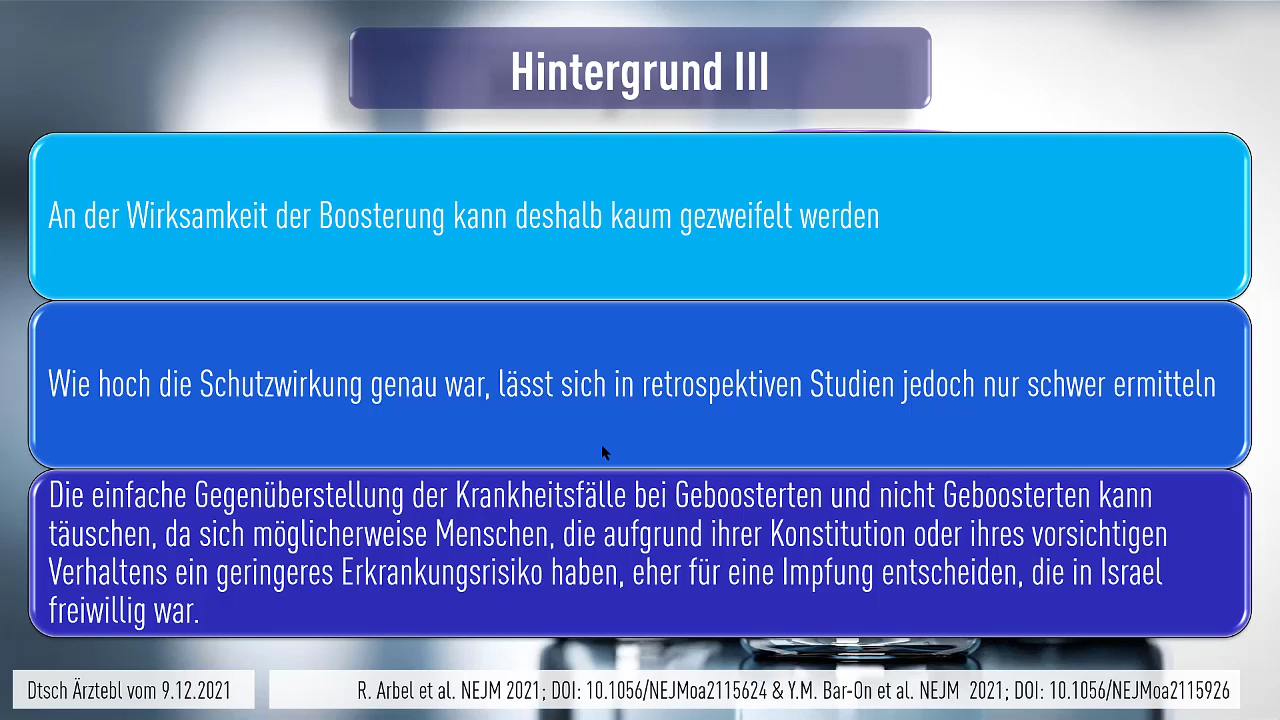 Hintergrund III
An der Wirksamkeit der Boosterung kann deshalb kaum gezweifelt werden
Wie hoch die Schutzwirkung genau war, lässt sich in retrospektiven Studien jedoch nur schwer ermitteln
Die einfache Gegenüberstellung der Krankheitsfälle bei Geboosterten und nicht Geboosterten kann
täuschen, da sich möglicherweise Menschen, die aufgrund ihrer Konstitution oder ihres vorsichtigen
Verhaltens ein geringeres Erkrankungsrisiko haben, eher für eine Impfung entscheiden, die in Israel
freiwillig war.
Dtsch Ärztebl vom 9.12.2021
R. Arbel et al. NEJM 2021; DOI: 10.1056/NEJMoa2115624 & Y.M. Bar-On et al. NEJM 2021; DOI: 10.1056/NEJMoa2115926